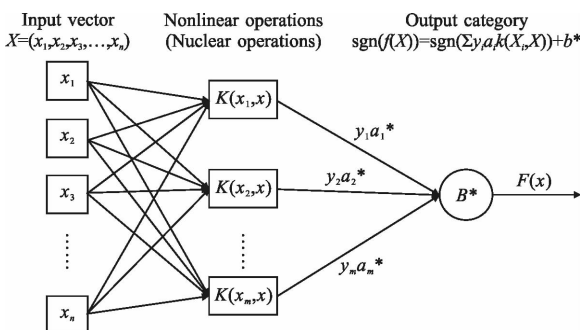 Input vector
X=(x₁,x₂,x₃,…,xₙ)
Nonlinear operations
(Nuclear operations)
Output category
sgn(f(X))=sgn(Σyᵢaᵢk(Xᵢ,X))+b*
x₁
x₂
x₃
......
xₙ
K(x₁,x)
K(x₂,x)
......
K(xₘ,x)
y₁a₁*
y₂a₂*
yₘaₘ*
B*
F(x)